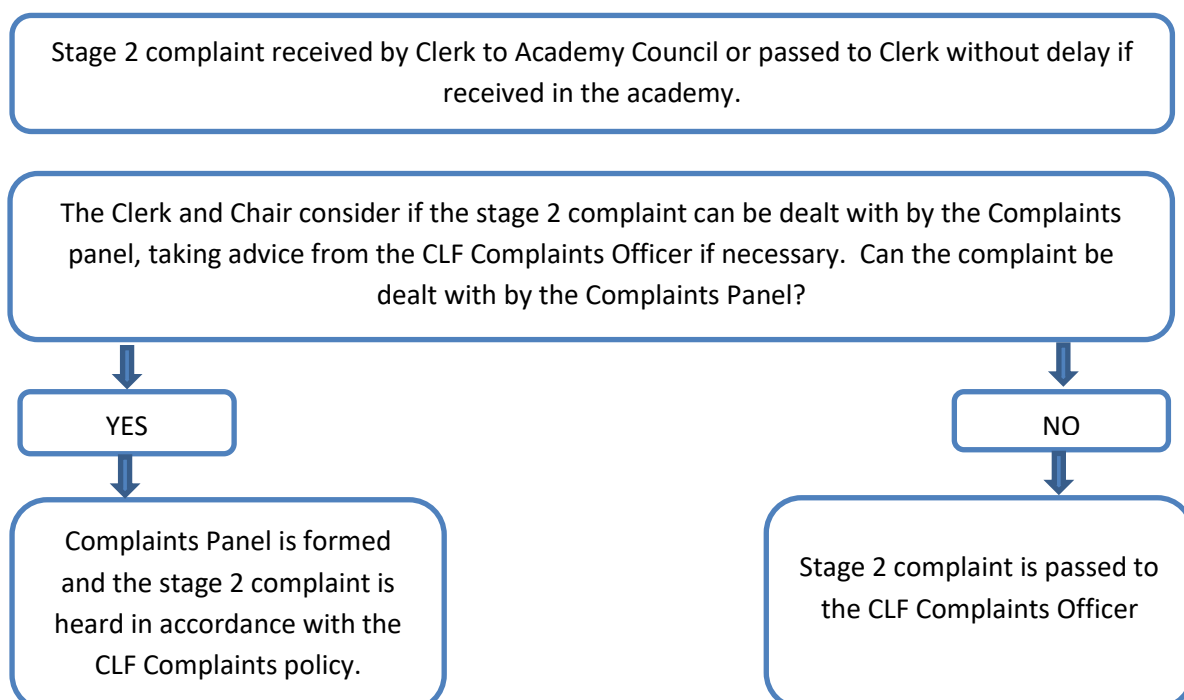 Stage 2 complaint received by Clerk to Academy Council or passed to Clerk without delay if
received in the academy.
The Clerk and Chair consider if the stage 2 complaint can be dealt with by the Complaints
panel, taking advice from the CLF Complaints Officer if necessary.  Can the complaint be
dealt with by the Complaints Panel?
YES
NO
Complaints Panel is formed
and the stage 2 complaint is
heard in accordance with the
CLF Complaints policy.
Stage 2 complaint is passed to
the CLF Complaints Officer